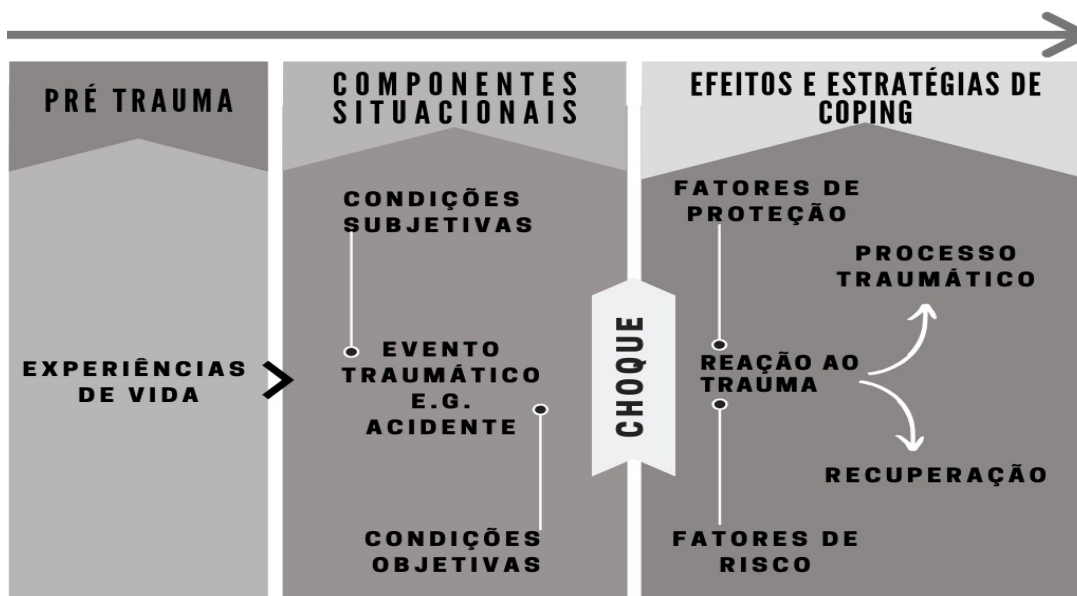 PRÉ TRAUMA
EXPERIÊNCIAS
DE VIDA
COMPONENTES
SITUACIONAIS
CONDIÇÕES
SUBJETIVAS
EVENTO
TRAUMÁTICO
E.G.
ACIDENTE
CONDIÇÕES
OBJETIVAS
CHOQUE
EFEITOS E ESTRATÉGIAS DE
COPING
FATORES DE
PROTEÇÃO
PROCESSO
TRAUMÁTICO
REAÇÃO AO
TRAUMA
RECUPERAÇÃO
FATORES DE
RISCO